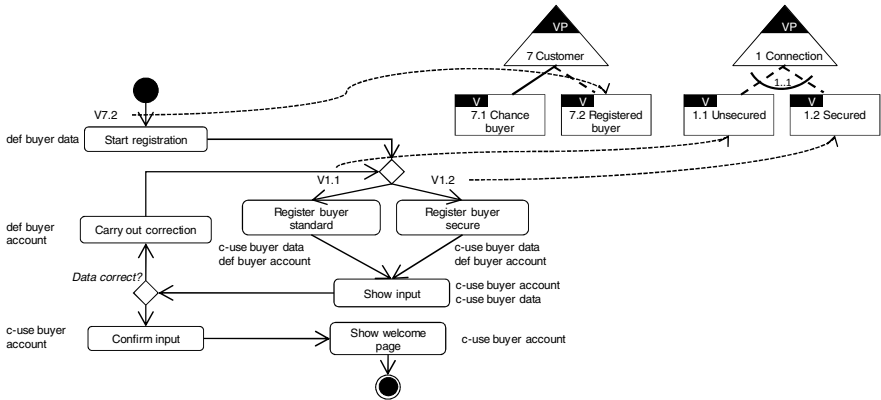 VP
7 Customer
VP
1 Connection
1..1
V
7.1 Chance
buyer
V
7.2 Registered
buyer
V
1.1 Unsecured
V
1.2 Secured
V7.2
def buyer data
Start registration
V1.1
V1.2
Register buyer
standard
Register buyer
secure
def buyer
account
Carry out correction
c-use buyer data
def buyer account
c-use buyer data
def buyer account
Data correct?
Show input
c-use buyer account
c-use buyer data
c-use buyer
account
Confirm input
Show welcome
page
c-use buyer account